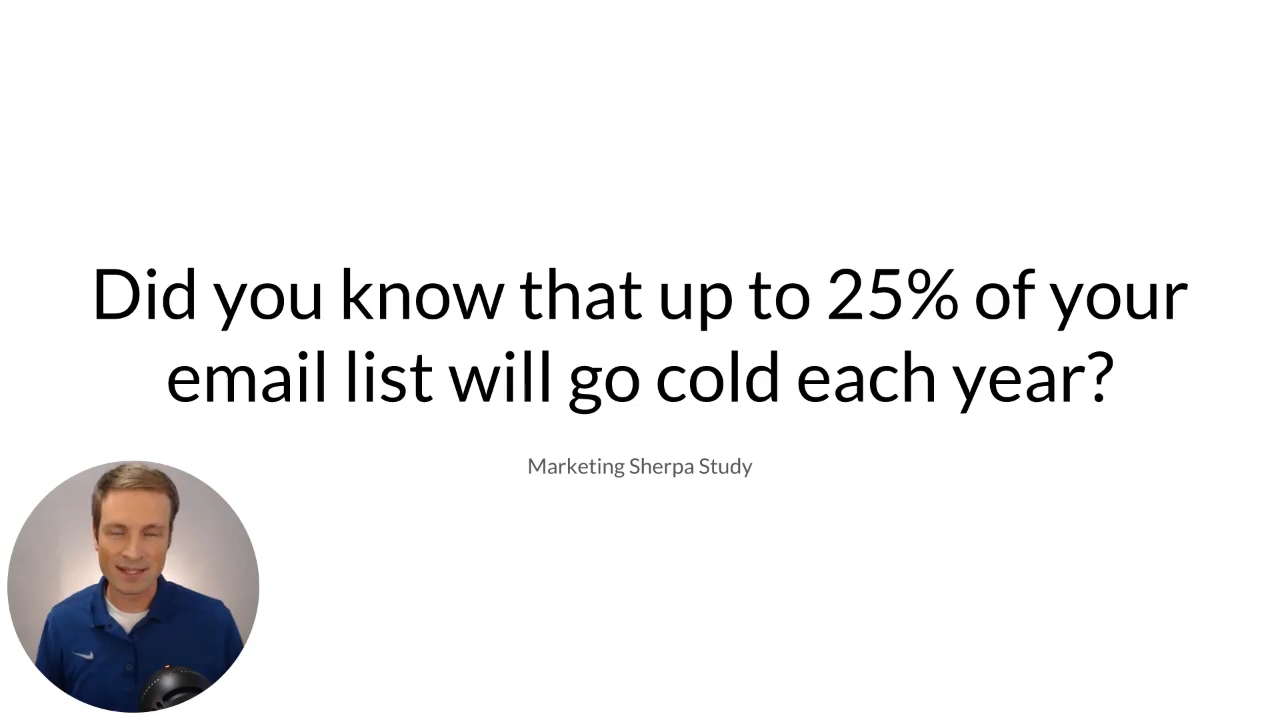 Did you know that up to 25% of your
email list will go cold each year?
Marketing Sherpa Study